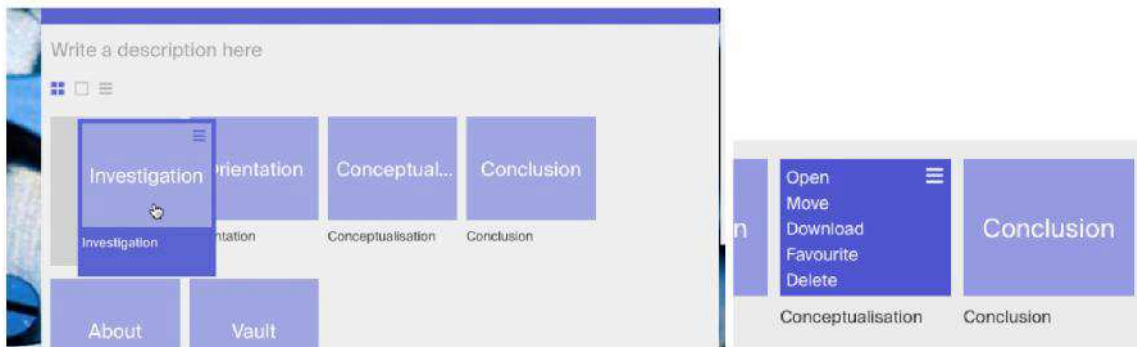 Write a description here
Investigation
rientation
Conceptual...
Conclusion
Investigation
ntation
Conceptualisation
Conclusion
About
Vault
n
Open
Move
Download
Favourite
Delete
Conclusion
Conceptualisation
Conclusion